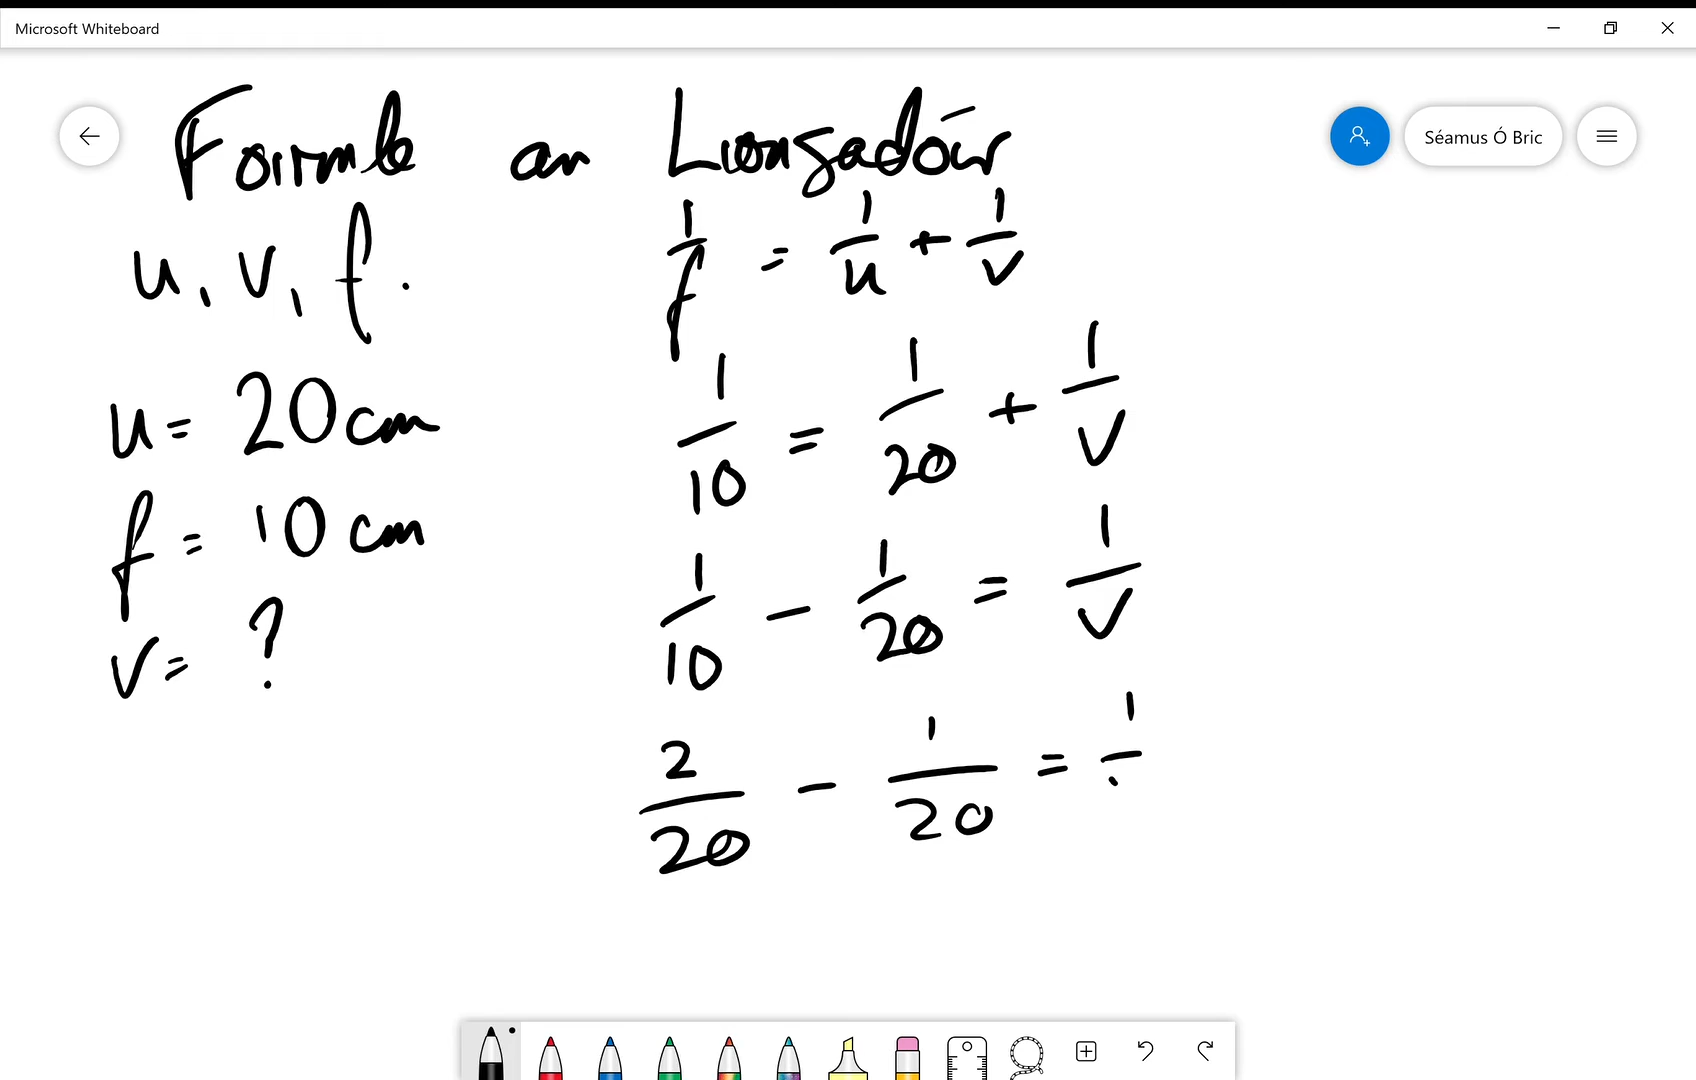 Microsoft Whiteboard
Foirmle an Liongadóir
Séamus Ó Bric
u, v, f.
1/f = 1/u + 1/v
u = 20cm
1/10 = 1/20 + 1/v
f = 10 cm
1/10 - 1/20 = 1/v
v = ?
2/20 - 1/20 = 1/